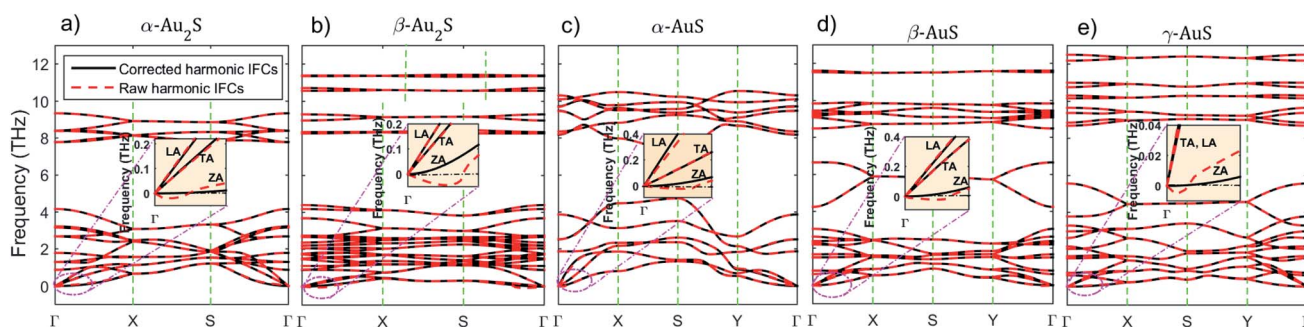 a) α-Au₂S
b) β-Au₂S
c) α-AuS
d) β-AuS
e) γ-AuS
Frequency (THz)
12
10
8
6
4
2
0
Corrected harmonic IFCs
Raw harmonic IFCs
Frequency (THz)
0.2
0.1
0
LA
TA
ZA
Γ
Frequency (THz)
0.2
0.1
0
LA
TA
ZA
Γ
Frequency (THz)
0.4
0.2
0
LA
TA
ZA
Γ
Frequency (THz)
0.4
0.2
0
LA
TA
ZA
Γ
0.04
0.02
0
TA, LA
ZA
Γ
Γ X S Γ
Γ X S Γ
Γ X S Y Γ
Γ X S Y Γ
Γ X S Y Γ